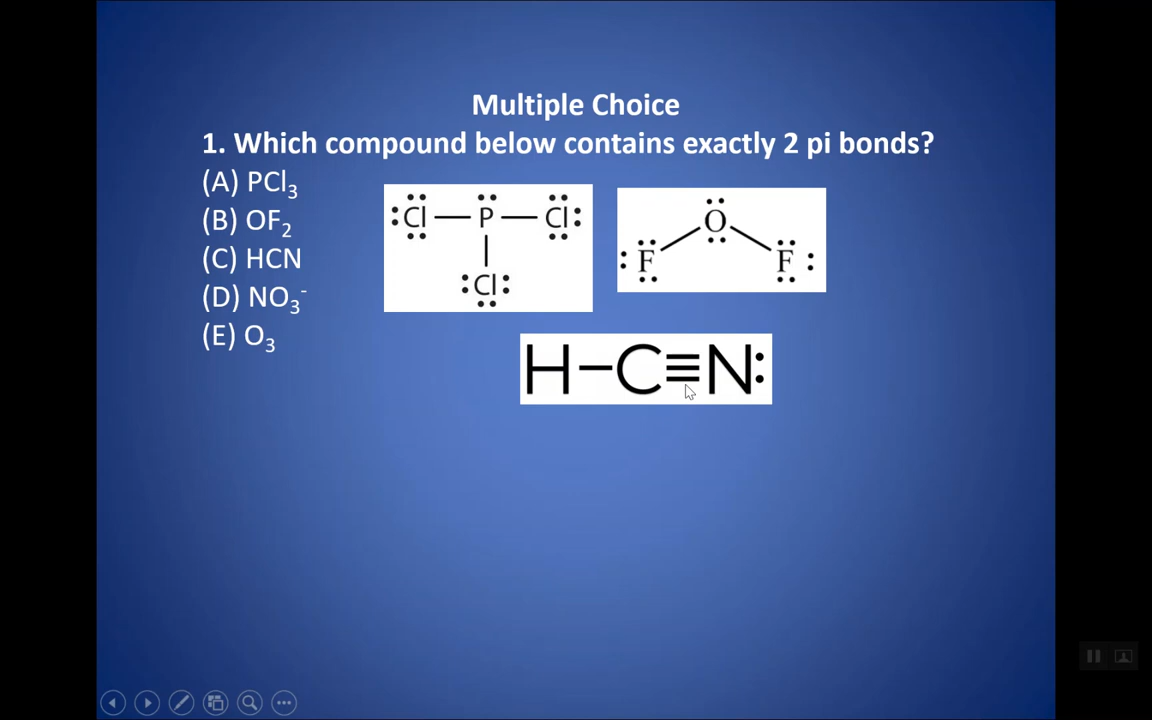 Multiple Choice
1. Which compound below contains exactly 2 pi bonds?
(A) PCl₃
(B) OF₂
(C) HCN
(D) NO₃⁻
(E) O₃
:Cl — P — Cl:
:Cl:
O
:F F:
H–C≡N: